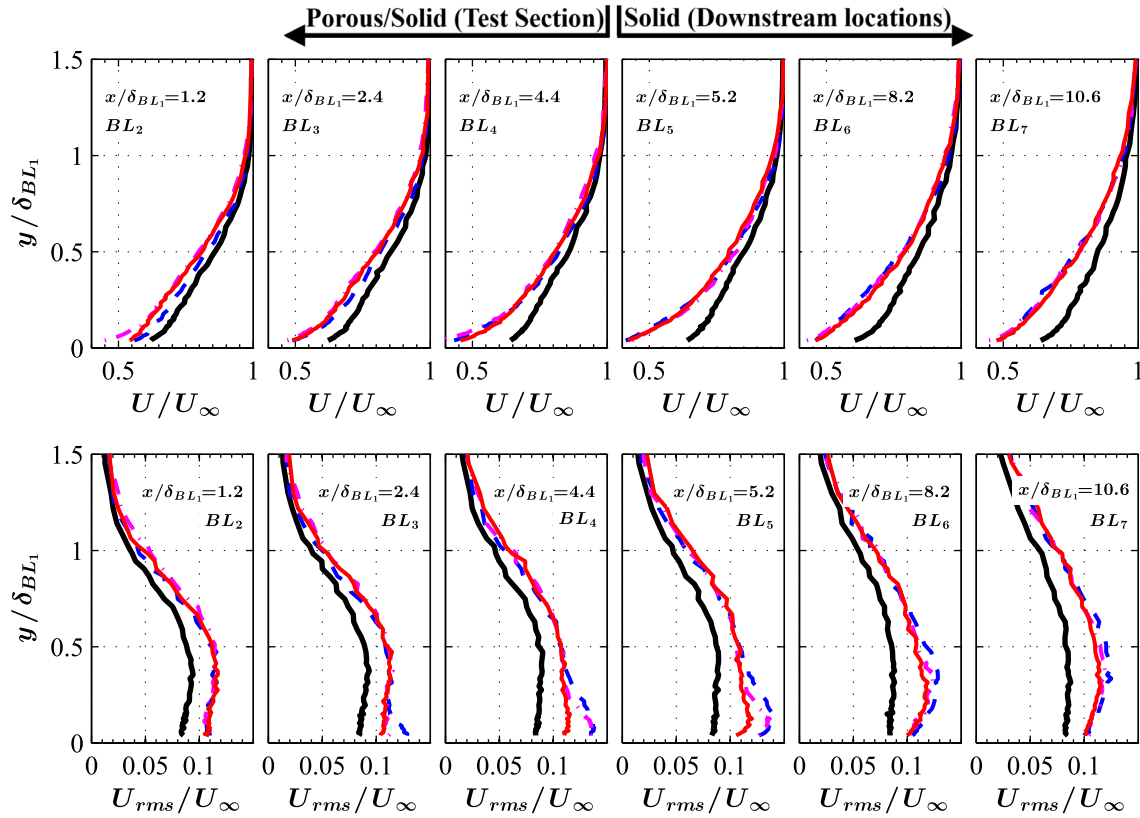 Porous/Solid (Test Section) Solid (Downstream locations)
1.5
1
0.5
0
y/δ_{BL_1}
x/δ_{BL_1}=1.2
BL_2
x/δ_{BL_1}=2.4
BL_3
x/δ_{BL_1}=4.4
BL_4
x/δ_{BL_1}=5.2
BL_5
x/δ_{BL_1}=8.2
BL_6
x/δ_{BL_1}=10.6
BL_7
0.5 1 0.5 1 0.5 1 0.5 1 0.5 1 0.5 1
U/U_∞ U/U_∞ U/U_∞ U/U_∞ U/U_∞ U/U_∞
1.5
1
0.5
0
y/δ_{BL_1}
x/δ_{BL_1}=1.2
BL_2
x/δ_{BL_1}=2.4
BL_3
x/δ_{BL_1}=4.4
BL_4
x/δ_{BL_1}=5.2
BL_5
x/δ_{BL_1}=8.2
BL_6
x/δ_{BL_1}=10.6
BL_7
0 0.05 0.1 0 0.05 0.1 0 0.05 0.1 0 0.05 0.1 0 0.05 0.1 0 0.05 0.1
U_{rms}/U_∞ U_{rms}/U_∞ U_{rms}/U_∞ U_{rms}/U_∞ U_{rms}/U_∞ U_{rms}/U_∞